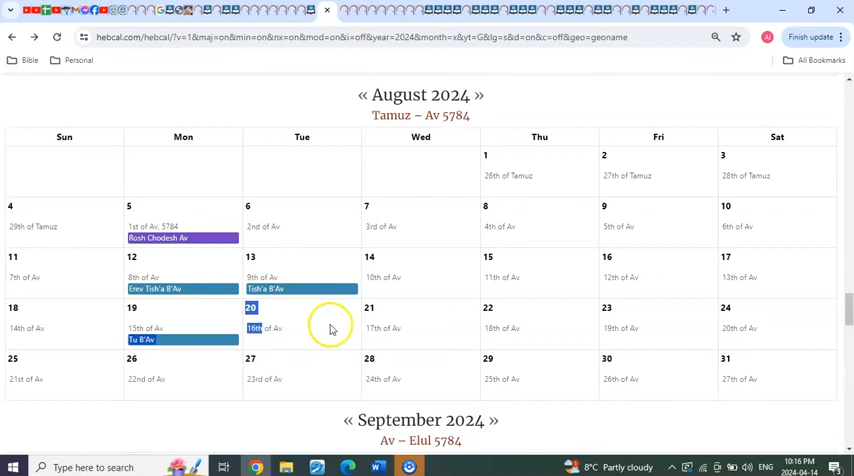 hebcal.com/hebcal/?v=1&maj=on&min=on&nx=on&mod=on&i=off&year=2024&month=x&yt=G&lg=s&d=on&c=off&geo=geoname
AI
Finish update
Bible
Personal
All Bookmarks
« August 2024 »
Tamuz – Av 5784
Sun Mon Tue Wed Thu Fri Sat
1 2 3
26th of Tamuz 27th of Tamuz 28th of Tamuz
4 5 6 7 8 9 10
29th of Tamuz 1st of Av, 5784 2nd of Av 3rd of Av 4th of Av 5th of Av 6th of Av
Rosh Chodesh Av
11 12 13 14 15 16 17
7th of Av 8th of Av 9th of Av 10th of Av 11th of Av 12th of Av 13th of Av
Erev Tish'a B'Av Tish'a B'Av
18 19 20 21 22 23 24
14th of Av 15th of Av 16th of Av 17th of Av 18th of Av 19th of Av 20th of Av
Tu B'Av
25 26 27 28 29 30 31
21st of Av 22nd of Av 23rd of Av 24th of Av 25th of Av 26th of Av 27th of Av
« September 2024 »
Av – Elul 5784
Type here to search
8°C Partly cloudy
ENG
10:16 PM
2024-04-14